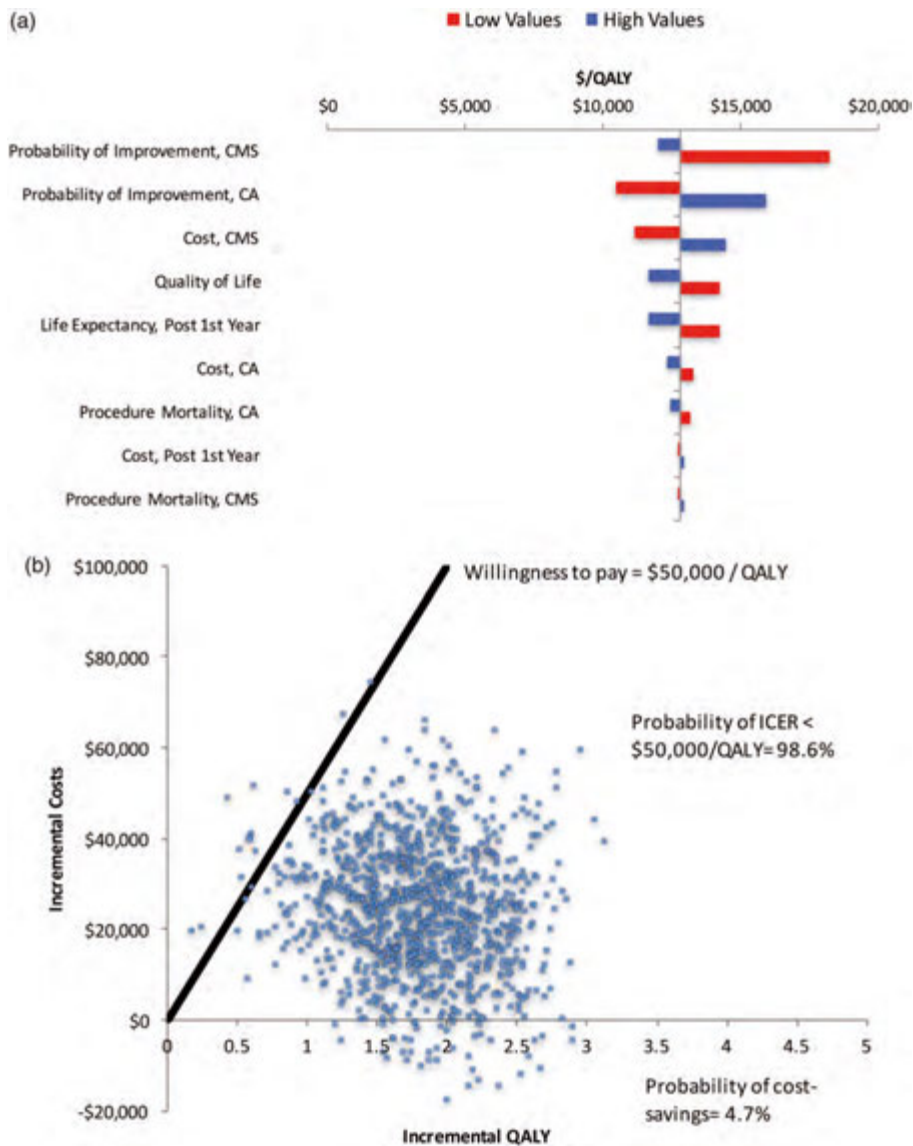 (a)
Low Values High Values
$/QALY
$0 $5,000 $10,000 $15,000 $20,000
Probability of Improvement, CMS
Probability of Improvement, CA
Cost, CMS
Quality of Life
Life Expectancy, Post 1st Year
Cost, CA
Procedure Mortality, CA
Cost, Post 1st Year
Procedure Mortality, CMS
(b)
$100,000
Willingness to pay = $50,000 / QALY
$80,000
Probability of ICER <
$50,000/QALY=98.6%
$60,000
Incremental Costs
$40,000
$20,000
$0
0 0.5 1 1.5 2 2.5 3 3.5 4 4.5 5
Probability of cost-
savings= 4.7%
-$20,000
Incremental QALY